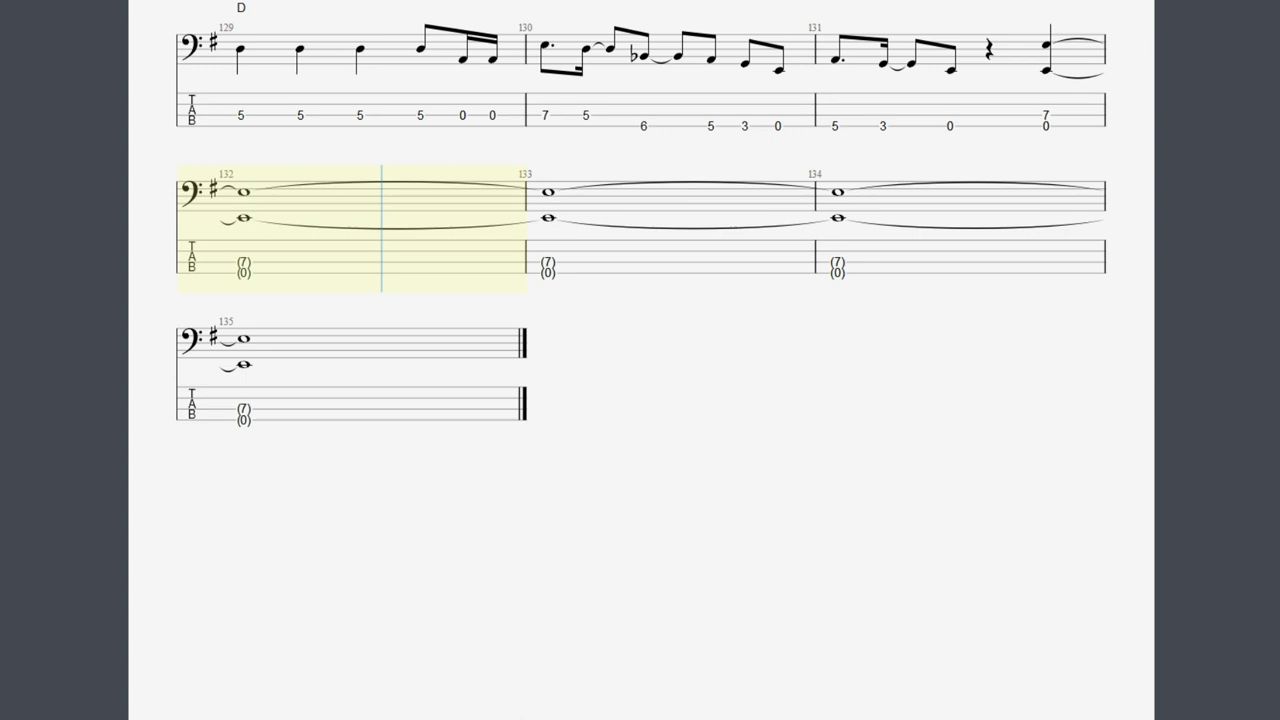 D
129 130 131
T
A
B
5 5 5 5 0 0 7 5 7
6 5 3 0 5 3 0 0
132 133 134
T
A
B
(7) (7) (7)
(0) (0) (0)
135
T
A
B
(7)
(0)